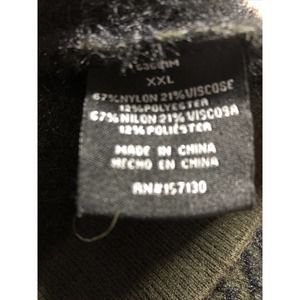 XXL
67%NYLON 21%VISCOSE
12%POLYESTER
67%NILON 21%VISCOSA
12%POLIÉSTER
MADE IN CHINA
HECHO EN CHINA
RN#157130